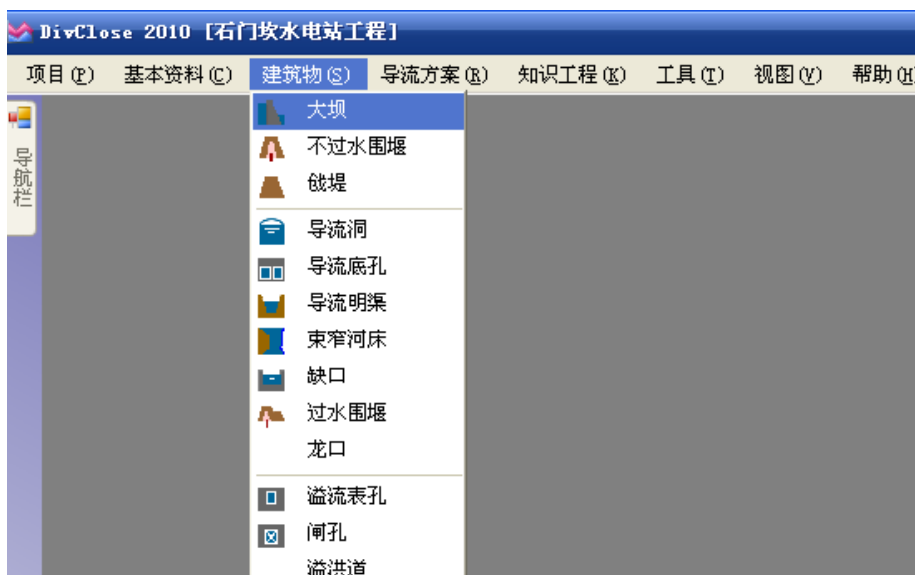 DivClose 2010 [石门坎水电站工程]
项目(P) 基本资料(C) 建筑物(S) 导流方案(R) 知识工程(K) 工具(T) 视图(V) 帮助(H
导航栏
大坝
不过水围堰
戗堤
导流洞
导流底孔
导流明渠
束窄河床
缺口
过水围堰
龙口
溢流表孔
闸孔
溢洪道